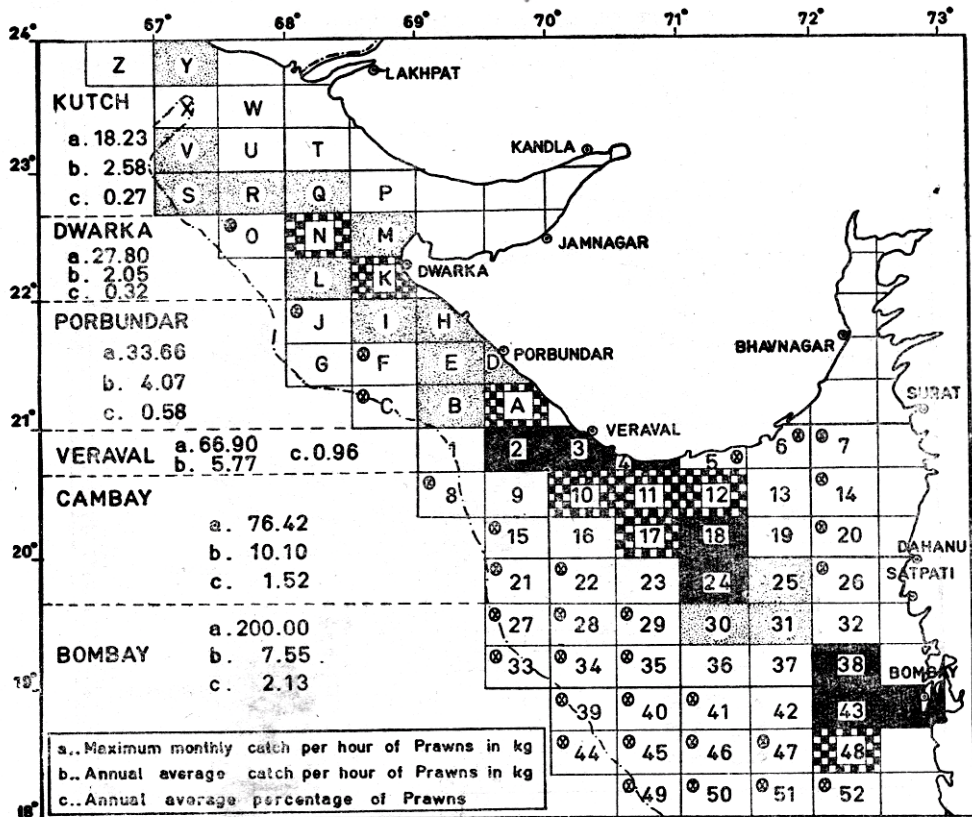 67° 68° 69° 70° 71° 72° 73°
24°
Z Y LAKHPAT
KUTCH X W
a. 18.23 V U T KANDLA
b. 2.58
23°
c. 0.27 S R Q P
DWARKA O N M JAMNAGAR
a. 27.80
b. 2.05 L K DWARKA
c. 0.32
22°
PORBUNDAR J I H
a. 33.66 G F E D PORBUNDAR BHAVNAGAR
b. 4.07
c. 0.58 C B A SURAT
21°
VERAVAL a. 66.90 c. 0.96 1 2 3 4 5 6 7 VERAVAL
b. 5.77
CAMBAY 8 9 10 11 12 13 14
a. 76.42 15 16 17 18 19 20
20°
b. 10.10 DAHANU
c. 1.52 21 22 23 24 25 26 SATPATI
a. 200.00 27 28 29 30 31 32
BOMBAY b. 7.55 33 34 35 36 37 38
19°
c. 2.13 BOMBAY
39 40 41 42 43
a.. Maximum monthly catch per hour of Prawns in kg 44 45 46 47 48
b.. Annual average catch per hour of Prawns in kg
c.. Annual average percentage of Prawns 49 50 51 52
18°